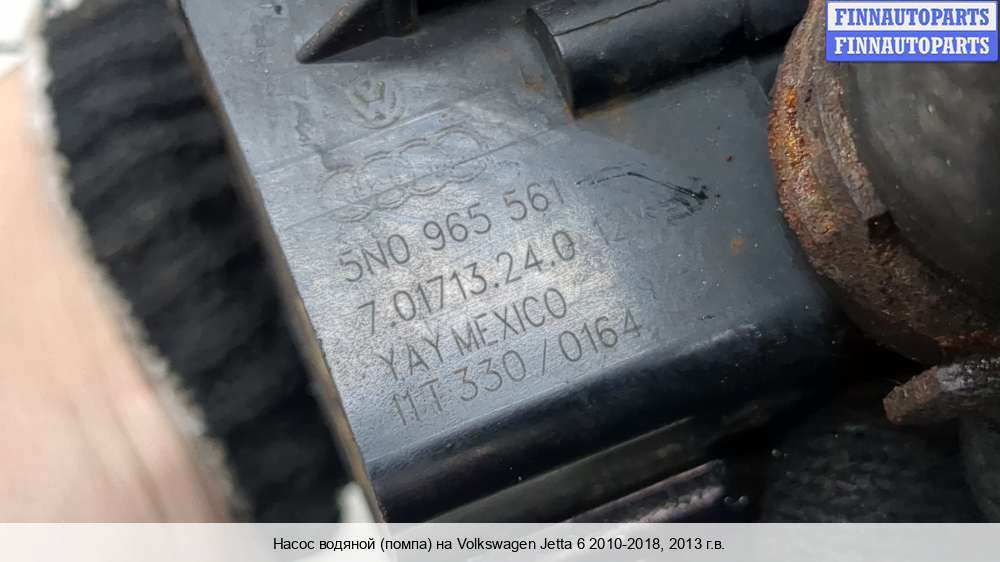 FINNAUTOPARTS
FINNAUTOPARTS
5N0 965 561
7.01713.24.0 12
YAY MEXICO
11.T 330 / 0164
Насос водяной (помпа) на Volkswagen Jetta 6 2010-2018, 2013 г.в.